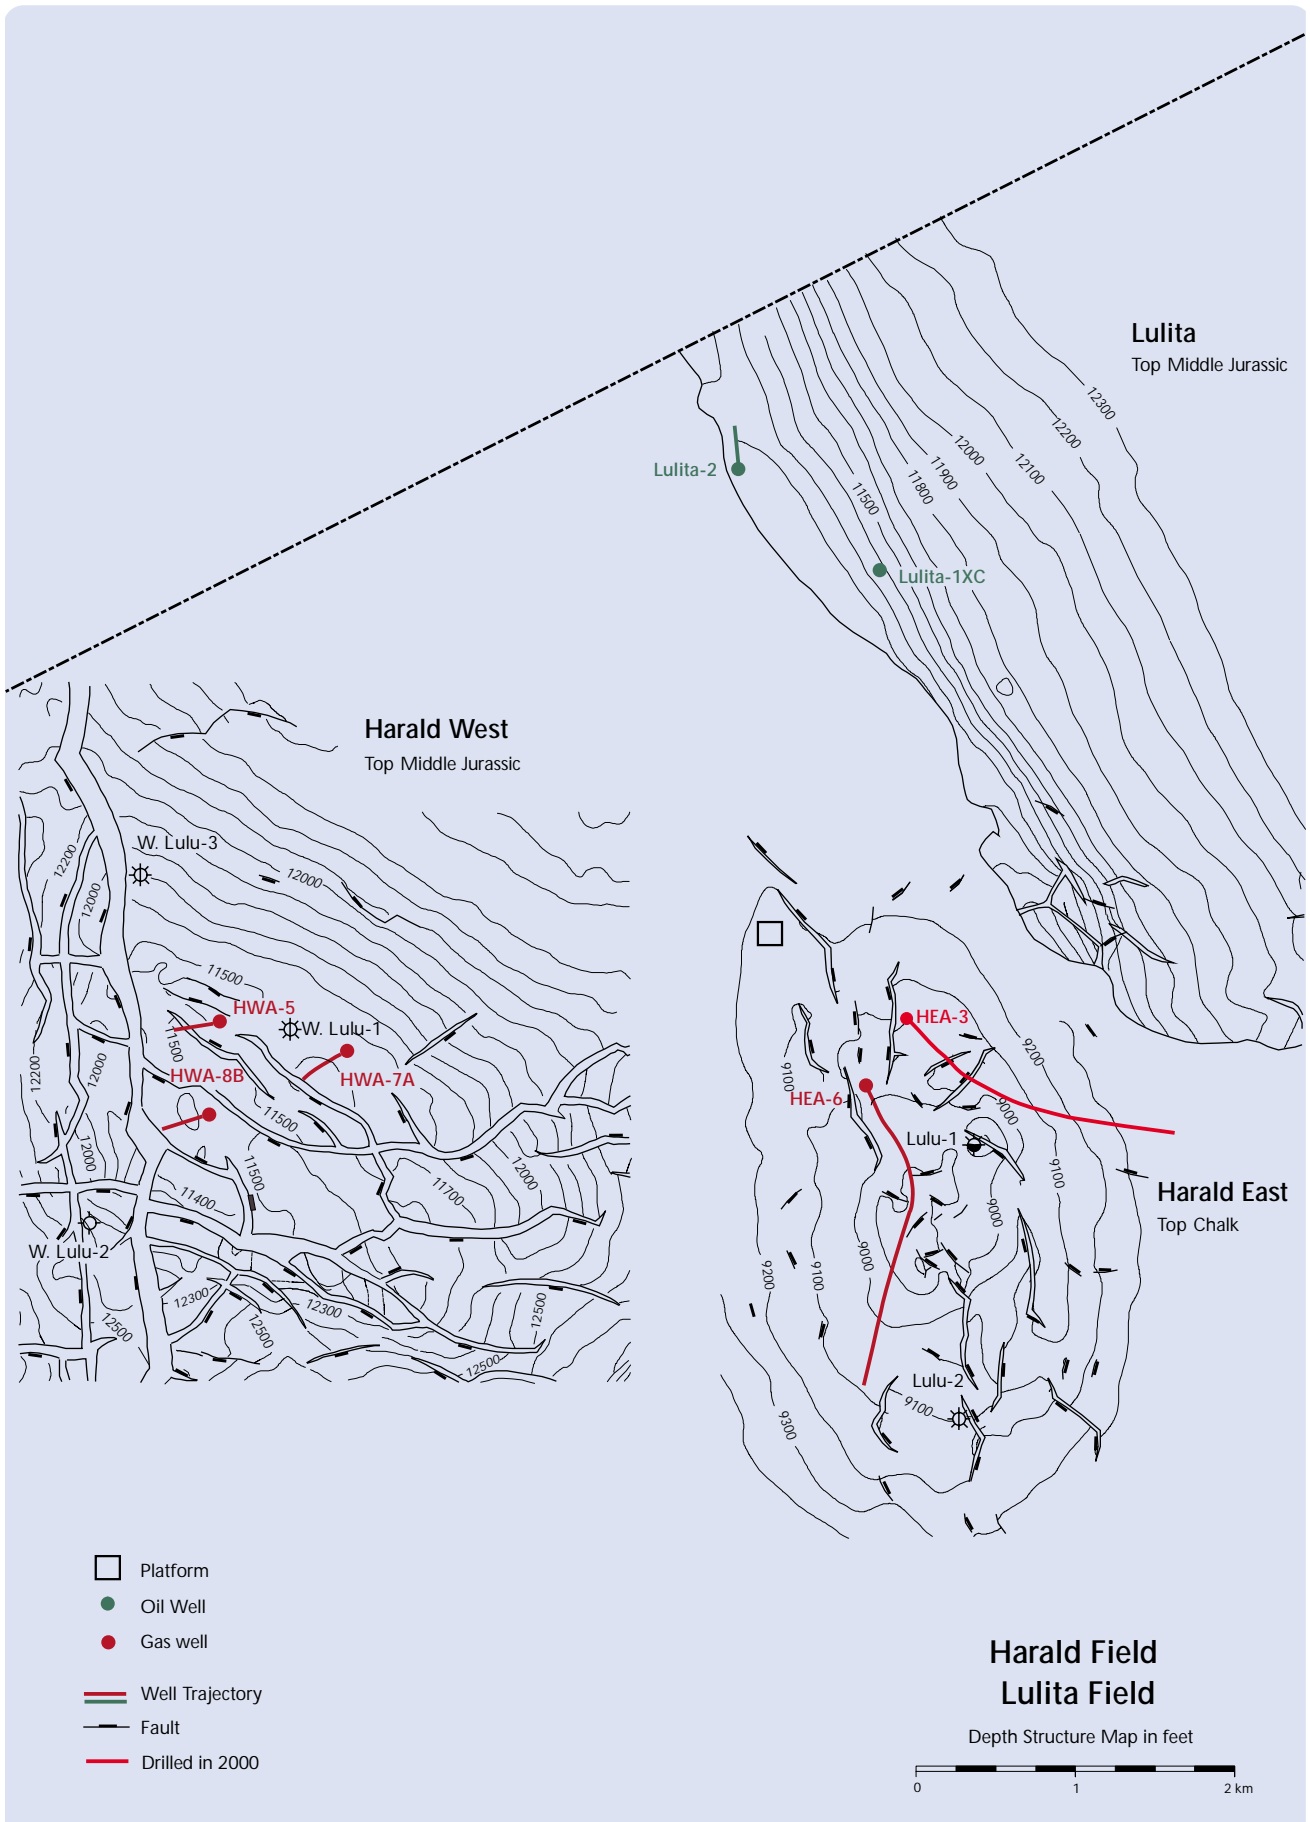 Lulita
Top Middle Jurassic
12300
12200
12100
12000
11900
11800
11500
Lulita-2
Lulita-1XC
Harald West
Top Middle Jurassic
W. Lulu-3
12200
12000
12000
11500
HWA-5
W. Lulu-1
11500
HWA-7A
HWA-8B
12200
12000
11500
12000
11500
12000
11700
11400
W. Lulu-2
12300
12300
12500
12500
12500
12500
HEA-3
9200
9100
HEA-6
9000
Lulu-1
9100
Harald East
Top Chalk
9000
9000
9200
9100
Lulu-2
9100
9300
Platform
Oil Well
Gas well
Well Trajectory
Fault
Drilled in 2000
Harald Field
Lulita Field
Depth Structure Map in feet
0 1 2 km